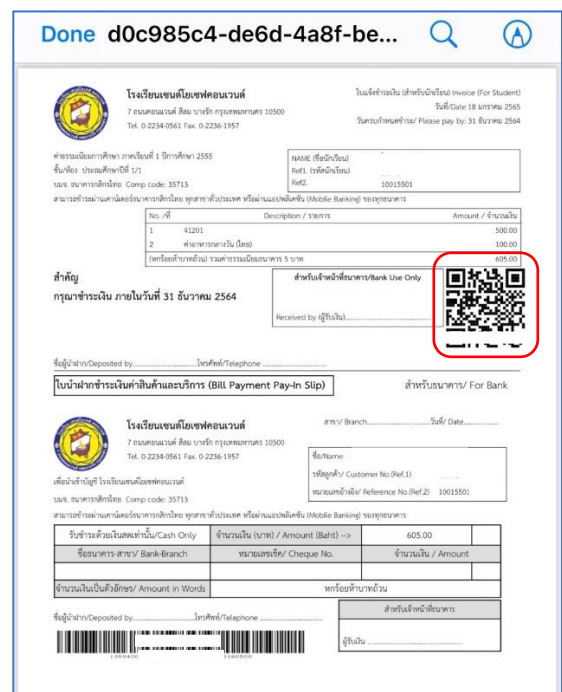 Done d0c985c4-de6d-4a8f-be...
โรงเรียนเซนต์โยเซฟคอนเวนต์
7 ถนนคอนแวนต์ สีลม บางรัก กรุงเทพมหานคร 10500
Tel. 0-2234-0561 Fax. 0-2236-1957
ใบแจ้งชำระเงิน (สำหรับนักเรียน) Invoice (For Student)
วันที่/Date 18 มกราคม 2565
วันครบกำหนดชำระ/ Please pay by: 31 ธันวาคม 2564
ค่าธรรมเนียมการศึกษา ภาคเรียนที่ 1 ปีการศึกษา 2555
ชั้น/ห้อง ประถมศึกษาปีที่ 1/1
บมจ. ธนาคารกสิกรไทย Comp code: 35713
NAME (ชื่อนักเรียน)
Ref1. (รหัสนักเรียน)
Ref2. 10015501
สามารถชำระผ่านเคาน์เตอร์ธนาคารกสิกรไทย ทุกสาขาทั่วประเทศ หรือผ่านแอปพลิเคชัน (Mobile Banking) ของทุกธนาคาร
No. /ที่ Description / รายการ Amount / จำนวนเงิน
1 41201 500.00
2 ค่าอาหารกลางวัน (ไทย) 100.00
(หกร้อยห้าบาทถ้วน) รวมค่าธรรมเนียมธนาคาร 5 บาท 605.00
สำคัญ
กรุณาชำระเงิน ภายในวันที่ 31 ธันวาคม 2564
สำหรับเจ้าหน้าที่ธนาคาร/Bank Use Only
Received by (ผู้รับเงิน)
ชื่อผู้นำฝาก/Deposited by โทรศัพท์/Telephone
ใบนำฝากชำระเงินค่าสินค้าและบริการ (Bill Payment Pay-In Slip)
สำหรับธนาคาร/ For Bank
โรงเรียนเซนต์โยเซฟคอนเวนต์
7 ถนนคอนแวนต์ สีลม บางรัก กรุงเทพมหานคร 10500
Tel. 0-2234-0561 Fax. 0-2236-1957
สาขา/ Branch วันที่/ Date
เพื่อนำเข้าบัญชี โรงเรียนเซนต์โยเซฟคอนเวนต์
บมจ. ธนาคารกสิกรไทย Comp code: 35713
ชื่อ/Name
รหัสลูกค้า/ Customer No.(Ref.1)
หมายเลขอ้างอิง/ Reference No.(Ref.2) 10015501
สามารถชำระผ่านเคาน์เตอร์ธนาคารกสิกรไทย ทุกสาขาทั่วประเทศ หรือผ่านแอปพลิเคชัน (Mobile Banking) ของทุกธนาคาร
รับชำระด้วยเงินสดเท่านั้น/Cash Only จำนวนเงิน (บาท) / Amount (Baht) --> 605.00
ชื่อธนาคาร-สาขา/ Bank-Branch หมายเลขเช็ค/ Cheque No. จำนวนเงิน / Amount
จำนวนเงินเป็นตัวอักษร/ Amount in Words หกร้อยห้าบาทถ้วน
ชื่อผู้นำฝาก/Deposited by โทรศัพท์/Telephone
สำหรับเจ้าหน้าที่ธนาคาร
ผู้รับเงิน